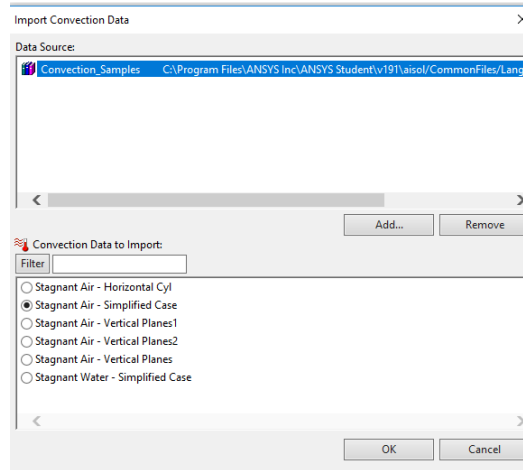 Import Convection Data
Data Source:
Convection_Samples C:\Program Files\ANSYS Inc\ANSYS Student\v191\aisol/CommonFiles/Lang
Add... Remove
Convection Data to Import:
Filter
Stagnant Air - Horizontal Cyl
Stagnant Air - Simplified Case
Stagnant Air - Vertical Planes1
Stagnant Air - Vertical Planes2
Stagnant Air - Vertical Planes
Stagnant Water - Simplified Case
OK Cancel